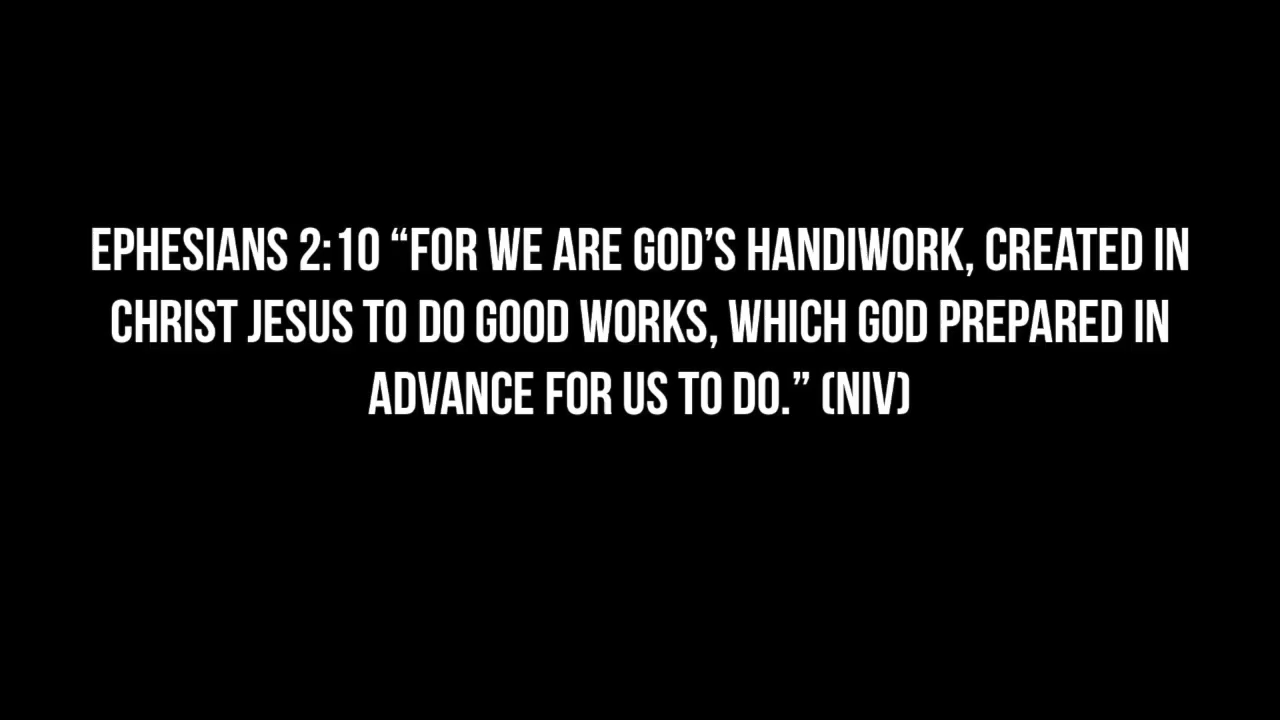 EPHESIANS 2:10 “FOR WE ARE GOD’S HANDIWORK, CREATED IN
CHRIST JESUS TO DO GOOD WORKS, WHICH GOD PREPARED IN
ADVANCE FOR US TO DO.” (NIV)